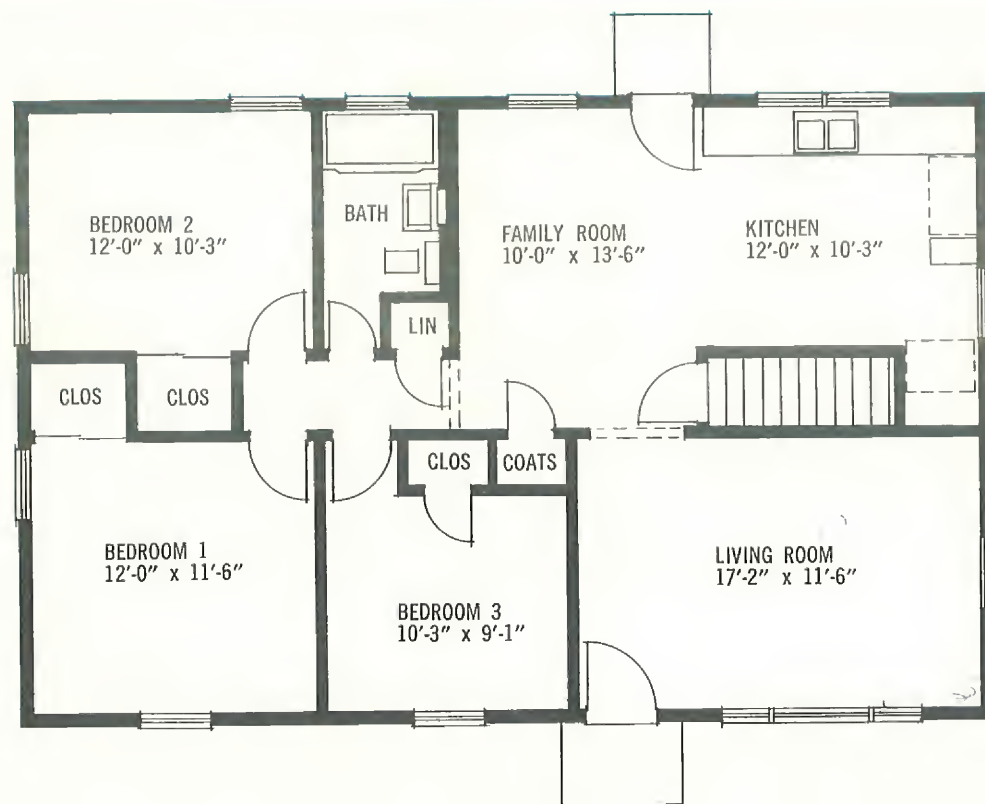 BEDROOM 2
12'-0" x 10'-3"
BATH
FAMILY ROOM
10'-0" x 13'-6"
KITCHEN
12'-0" x 10'-3"
LIN
CLOS
CLOS
CLOS
COATS
BEDROOM 1
12'-0" x 11'-6"
BEDROOM 3
10'-3" x 9'-1"
LIVING ROOM
17'-2" x 11'-6"